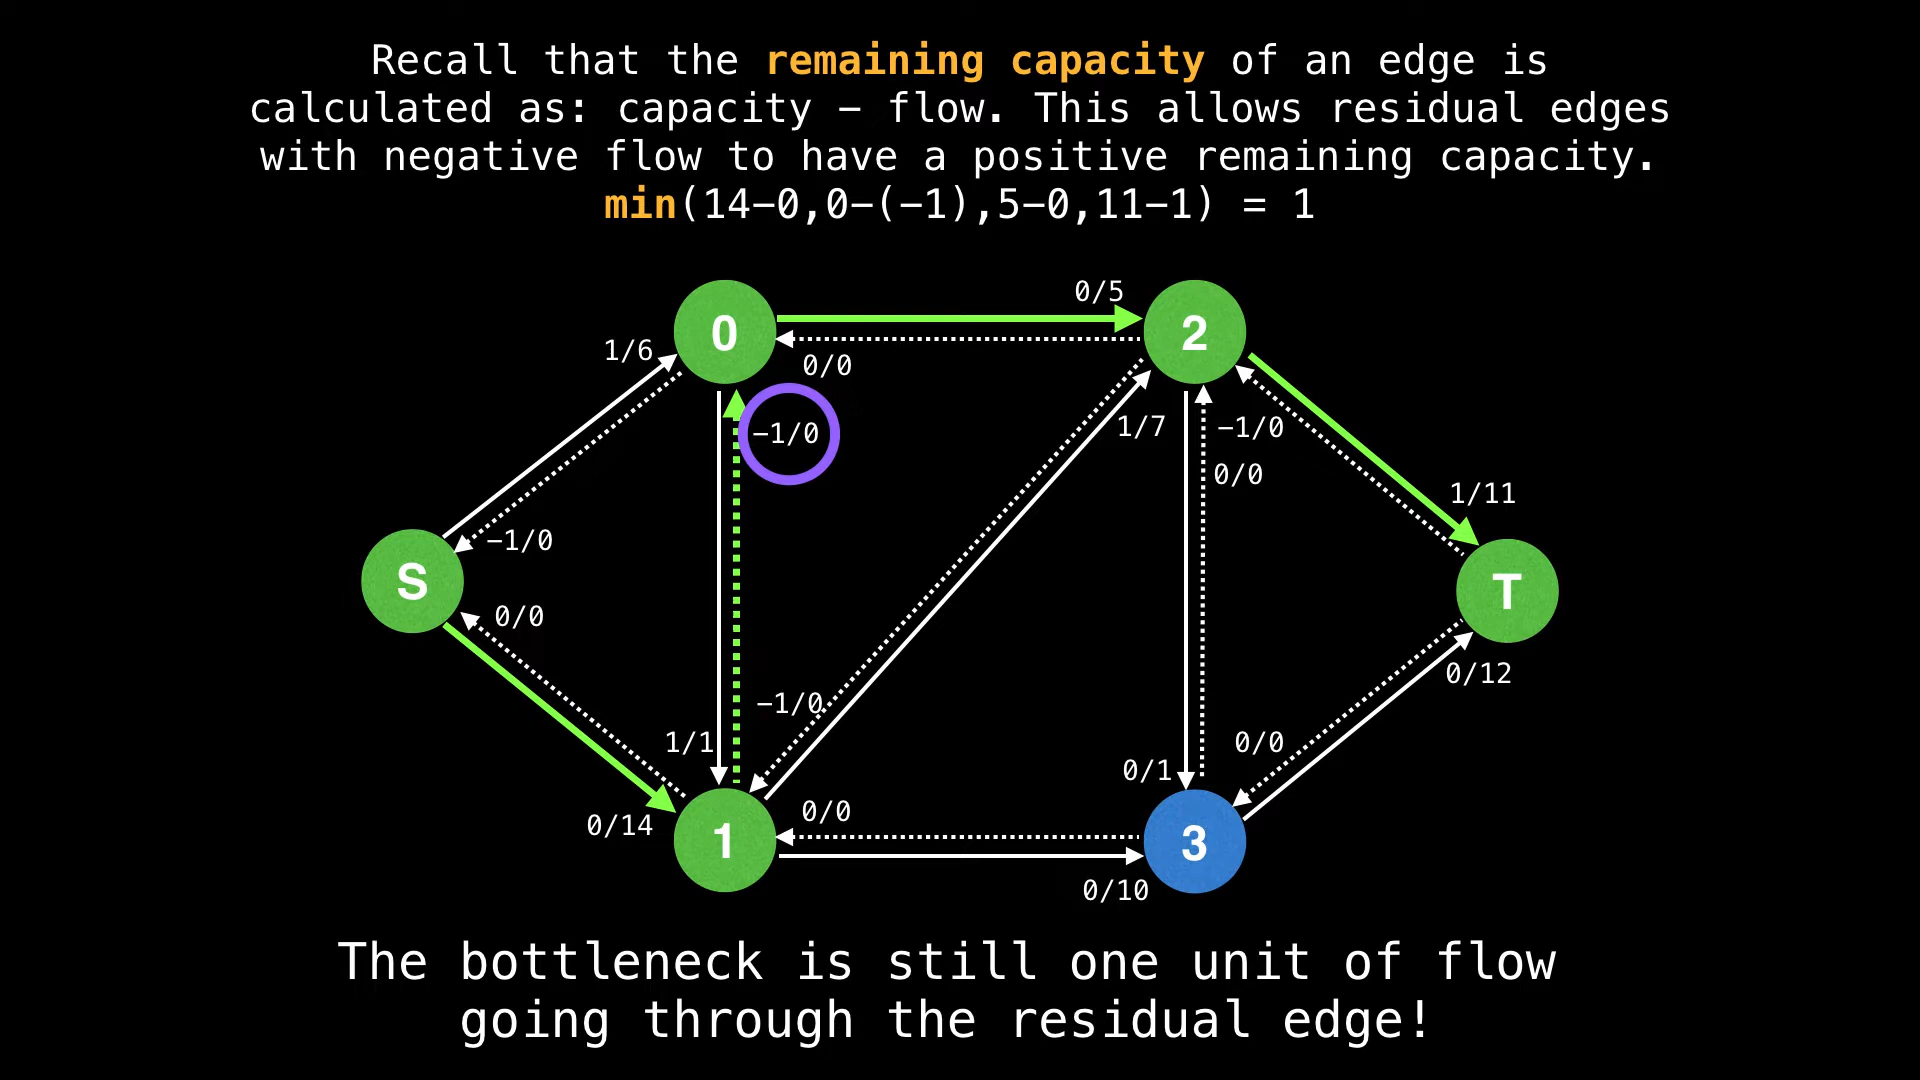 Recall that the remaining capacity of an edge is
calculated as: capacity - flow. This allows residual edges
with negative flow to have a positive remaining capacity.
min(14-0,0-(-1),5-0,11-1) = 1
0/5
0
2
1/6
0/0
1/7
-1/0
-1/0
0/0
1/11
-1/0
S
T
0/0
0/12
-1/0
1/1
0/0
0/1
0/14
0/0
1
3
0/10
The bottleneck is still one unit of flow
going through the residual edge!